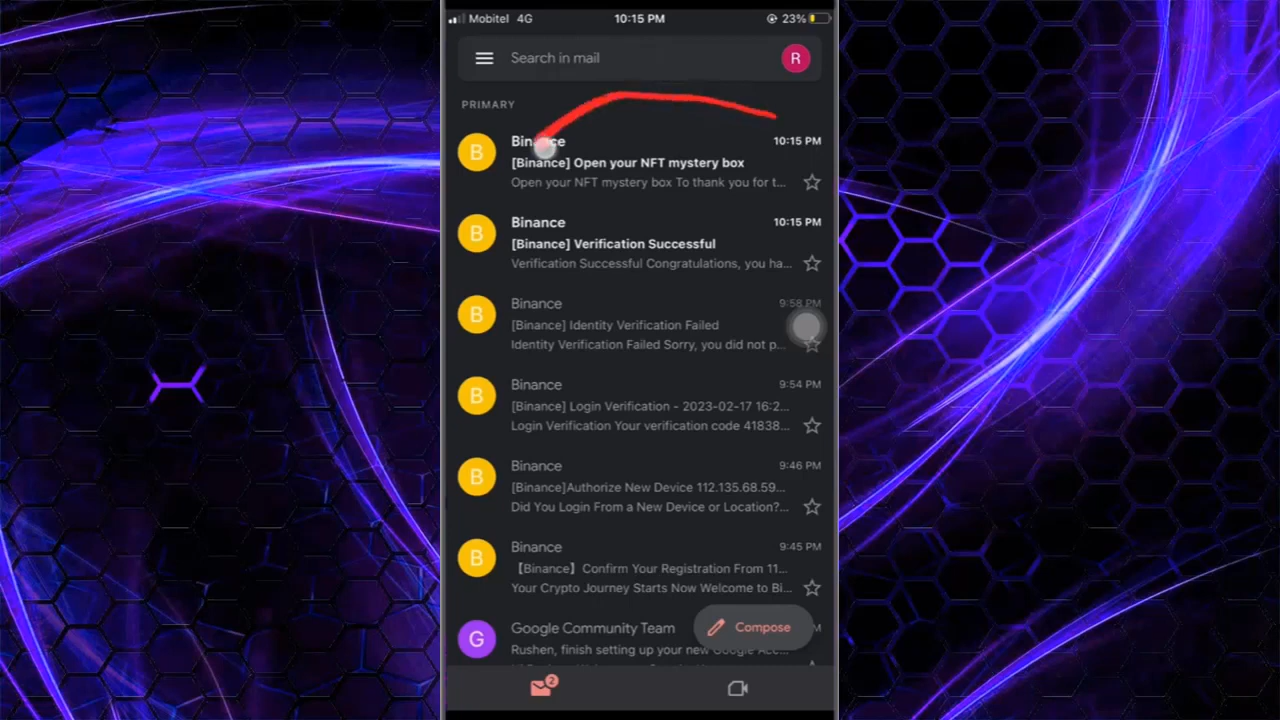 Mobitel 4G 10:15 PM 23%
Search in mail R
PRIMARY
B Binance 10:15 PM
[Binance] Open your NFT mystery box
Open your NFT mystery box To thank you for t...
B Binance 10:15 PM
[Binance] Verification Successful
Verification Successful Congratulations, you ha...
B Binance 9:58 PM
[Binance] Identity Verification Failed
Identity Verification Failed Sorry, you did not p...
B Binance 9:54 PM
[Binance] Login Verification - 2023-02-17 16:2...
Login Verification Your verification code 41838...
B Binance 9:46 PM
[Binance]Authorize New Device 112.135.68.59...
Did You Login From a New Device or Location?...
B Binance 9:45 PM
【Binance】Confirm Your Registration From 11...
Your Crypto Journey Starts Now Welcome to Bi...
G Google Community Team M
Compose
Rushen, finish setting up your new Google Acc...
2